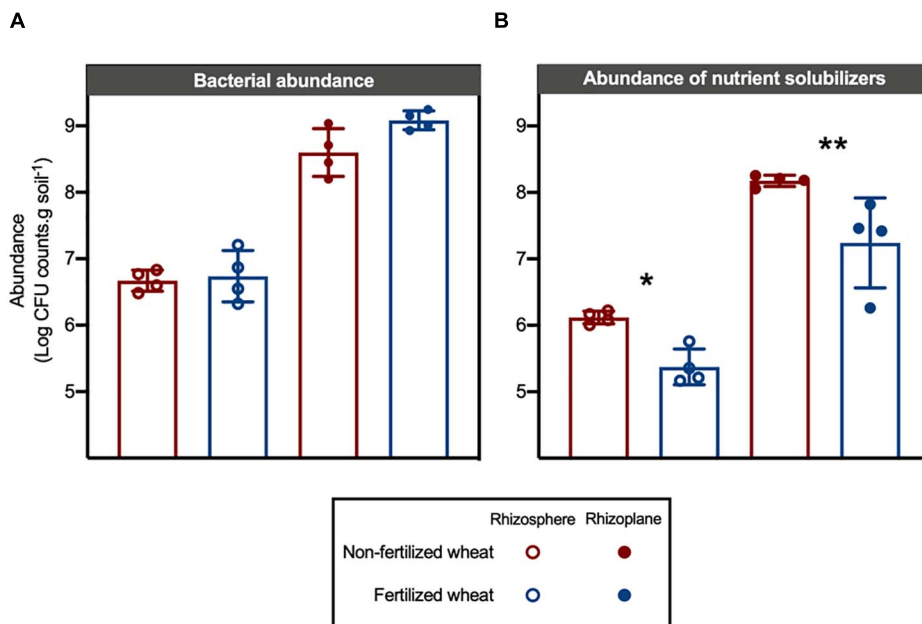 A
B
Bacterial abundance
Abundance of nutrient solubilizers
Abundance
(Log CFU counts.g soil⁻¹)
9
8
7
6
5
9
8
7
6
5
*
**
Rhizosphere Rhizoplane
Non-fertilized wheat
Fertilized wheat